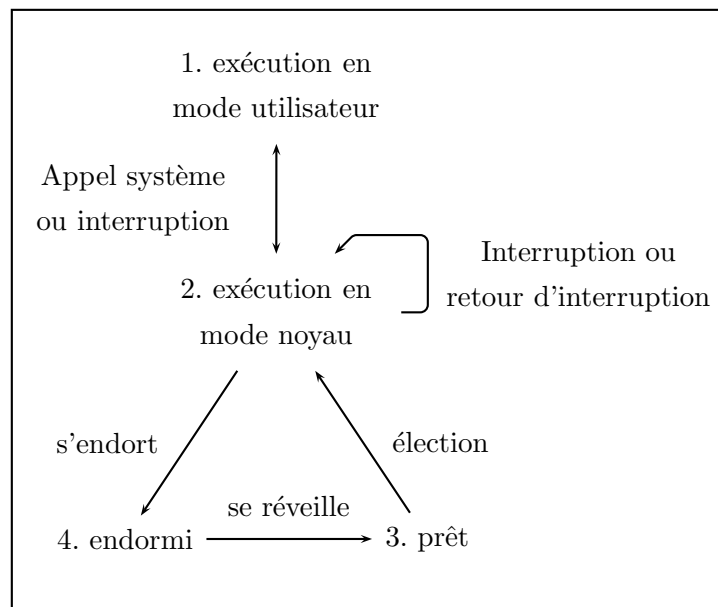 1. exécution en
mode utilisateur
Appel système
ou interruption
Interruption ou
retour d'interruption
2. exécution en
mode noyau
s'endort
élection
se réveille
4. endormi
3. prêt